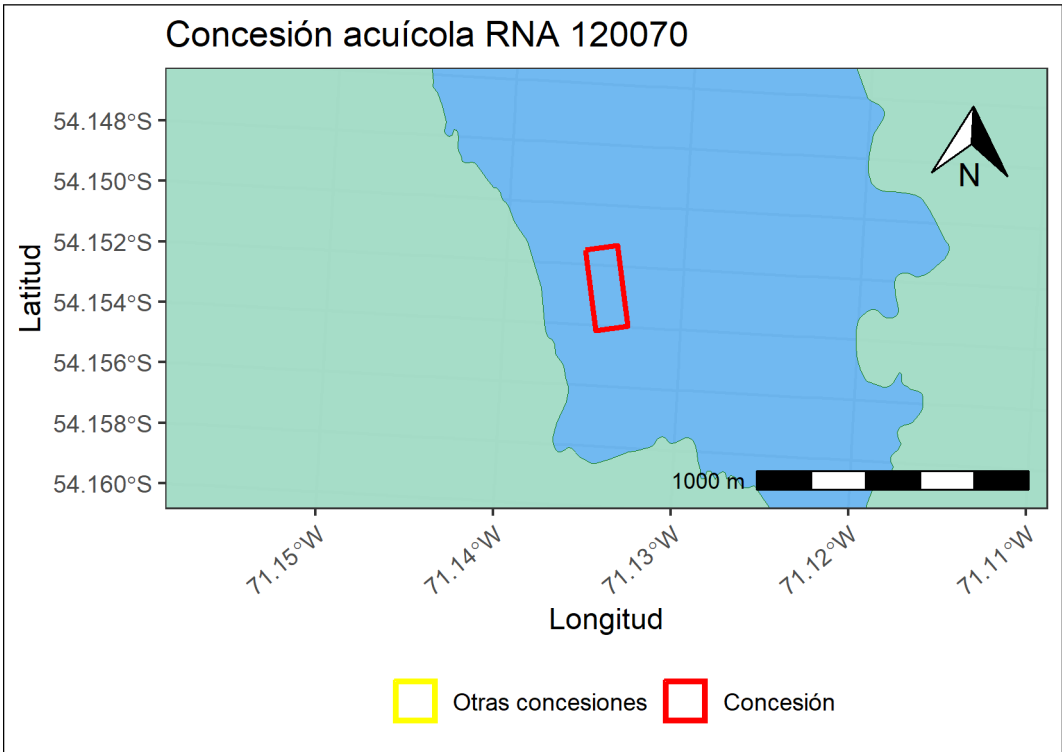 Concesión acuícola RNA 120070
54.148°S
54.150°S
54.152°S
54.154°S
54.156°S
54.158°S
54.160°S
Latitud
N
1000 m
71.15°W
71.14°W
71.13°W
71.12°W
71.11°W
Longitud
Otras concesiones
Concesión